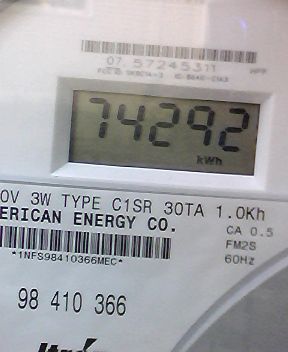 07 57245311
74292
kWh
0V 3W TYPE C1SR 30TA 1.0Kh
ERICAN ENERGY CO.
CA 0.5
FM2S
60Hz
*1NFS98410366MEC*
98 410 366